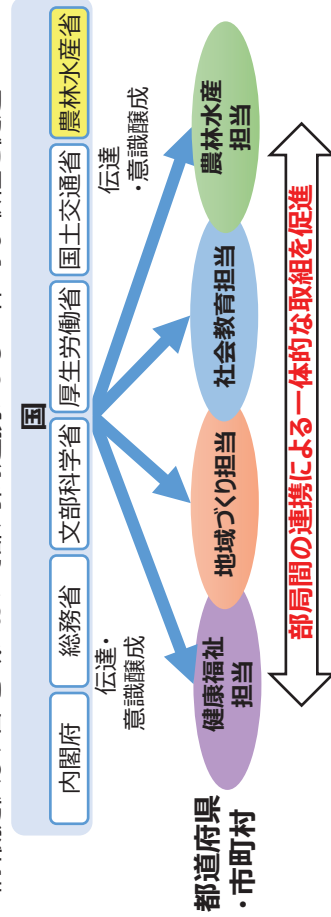 国
内閣府
総務省
文部科学省
厚生労働省
国土交通省
農林水産省
伝達・
意識醸成
伝達
・意識醸成
都道府県
・市町村
健康福祉
担当
地域づくり担当
社会教育担当
農林水産
担当
部局間の連携による一体的な取組を促進